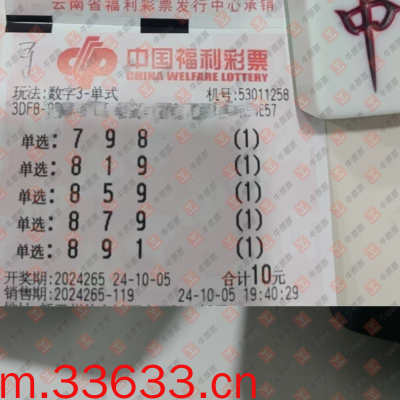 云南省福利彩票发行中心承销
中国福利彩票
CHINA WELFARE LOTTERY
中
玩法:数字3-单式 机号:53011258
3DF8- E57
单选: 7 9 8 (1)
单选: 8 1 9 (1)
单选: 8 5 9 (1)
单选: 8 7 9 (1)
单选: 8 9 1 (1)
开奖期:2024265 24-10-05 合计10元
销售期:2024265-119 24-10-05 19:40:29
m.33633.cn